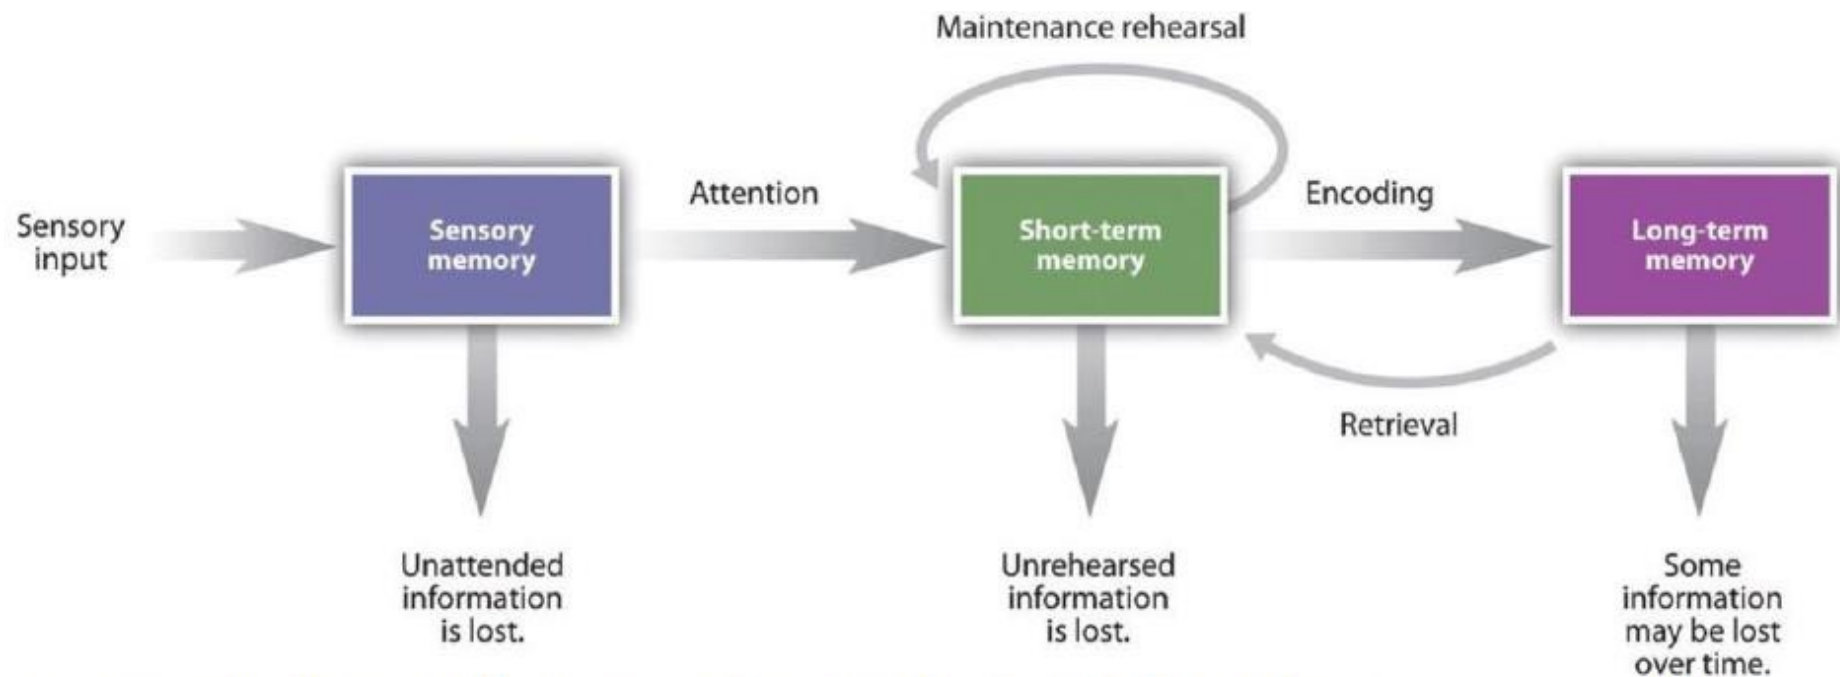 Maintenance rehearsal
Sensory
input
Sensory
memory
Attention
Short-term
memory
Encoding
Long-term
memory
Retrieval
Unattended
information
is lost.
Unrehearsed
information
is lost.
Some
information
may be lost
over time.